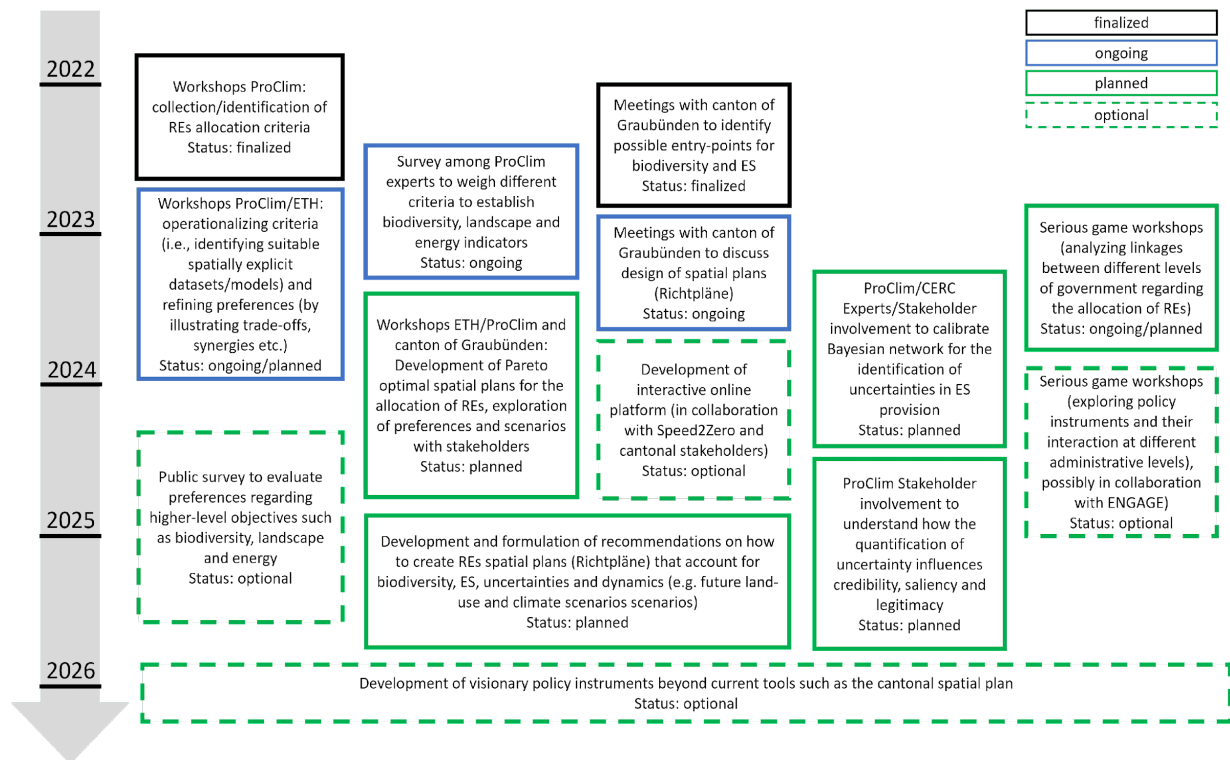 finalized
ongoing
planned
optional
2022
2023
2024
2025
2026
Workshops ProClim:
collection/identification of
REs allocation criteria
Status: finalized
Workshops ProClim/ETH:
operationalizing criteria
(i.e., identifying suitable
spatially explicit
datasets/models) and
refining preferences (by
illustrating trade-offs,
synergies etc.)
Status: ongoing/planned
Public survey to evaluate
preferences regarding
higher-level objectives such
as biodiversity, landscape
and energy
Status: optional
Survey among ProClim
experts to weigh different
criteria to establish
biodiversity, landscape and
energy indicators
Status: ongoing
Workshops ETH/ProClim and
canton of Graubünden:
Development of Pareto
optimal spatial plans for the
allocation of REs, exploration
of preferences and scenarios
with stakeholders
Status: planned
Meetings with canton of
Graubünden to identify
possible entry-points for
biodiversity and ES
Status: finalized
Meetings with canton of
Graubünden to discuss
design of spatial plans
(Richtpläne)
Status: ongoing
Development of
interactive online
platform (in collaboration
with Speed2Zero and
cantonal stakeholders)
Status: optional
Development and formulation of recommendations on how
to create REs spatial plans (Richtpläne) that account for
biodiversity, ES, uncertainties and dynamics (e.g. future land-
use and climate scenarios scenarios)
Status: planned
ProClim/CERC
Experts/Stakeholder
involvement to calibrate
Bayesian network for the
identification of
uncertainties in ES
provision
Status: planned
ProClim Stakeholder
involvement to
understand how the
quantification of
uncertainty influences
credibility, saliency and
legitimacy
Status: planned
Serious game workshops
(analyzing linkages
between different levels
of government regarding
the allocation of REs)
Status: ongoing/planned
Serious game workshops
(exploring policy
instruments and their
interaction at different
administrative levels),
possibly in collaboration
with ENGAGE)
Status: optional
Development of visionary policy instruments beyond current tools such as the cantonal spatial plan
Status: optional